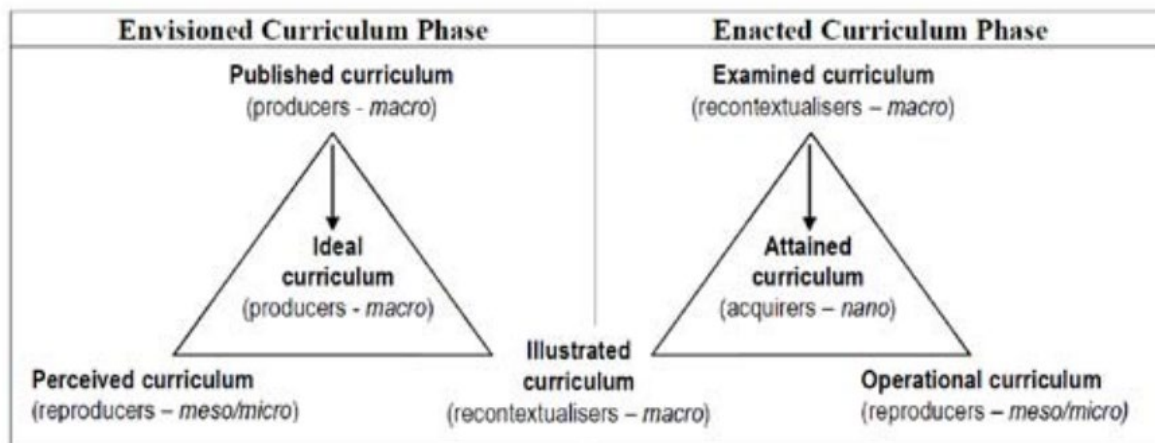 Envisioned Curriculum Phase
Enacted Curriculum Phase
Published curriculum
(producers - macro)
Examined curriculum
(recontextualisers – macro)
Ideal
curriculum
(producers - macro)
Attained
curriculum
(acquirers – nano)
Perceived curriculum
(reproducers – meso/micro)
Illustrated
curriculum
(recontextualisers – macro)
Operational curriculum
(reproducers – meso/micro)